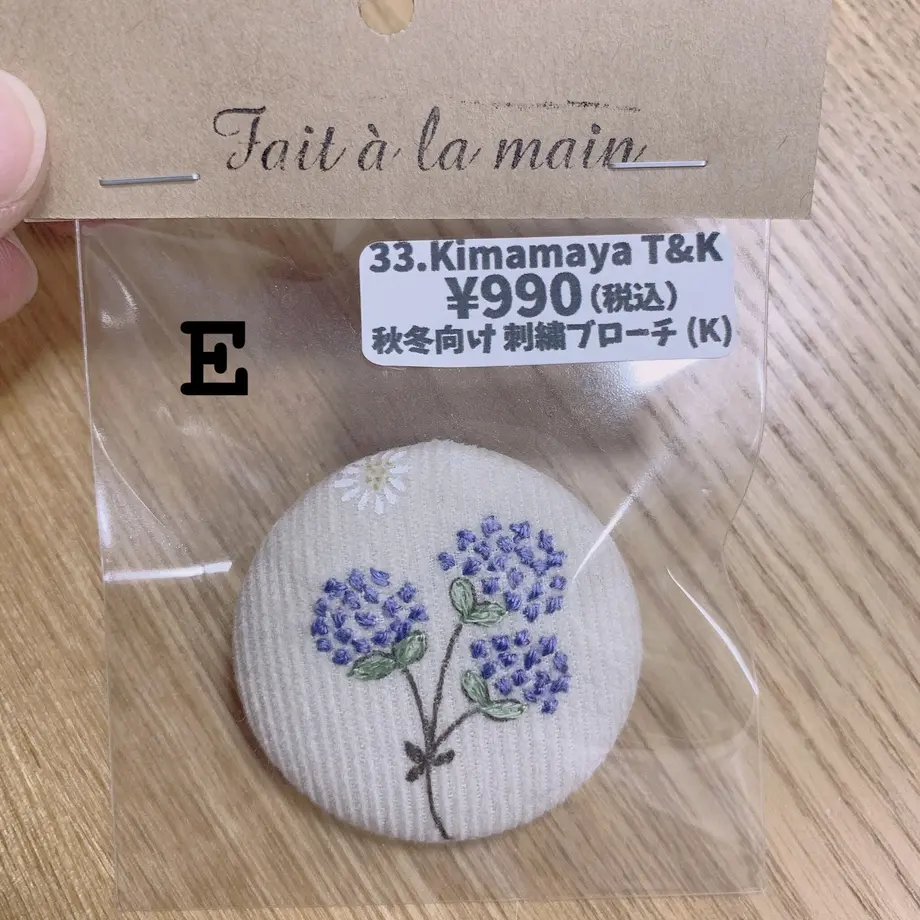 Fait à la main
33.Kimamaya T&K
¥990(税込)
秋冬向け 刺繍ブローチ (K)
E